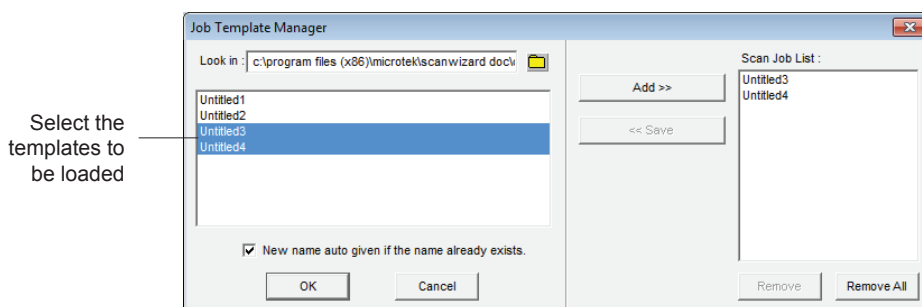 Job Template Manager
Look in : c:\program files (x86)\microtek\scanwizard doc\
Untitled1
Untitled2
Untitled3
Untitled4
Select the
templates to
be loaded
New name auto given if the name already exists.
OK
Cancel
Add >>
<< Save
Scan Job List :
Untitled3
Untitled4
Remove
Remove All